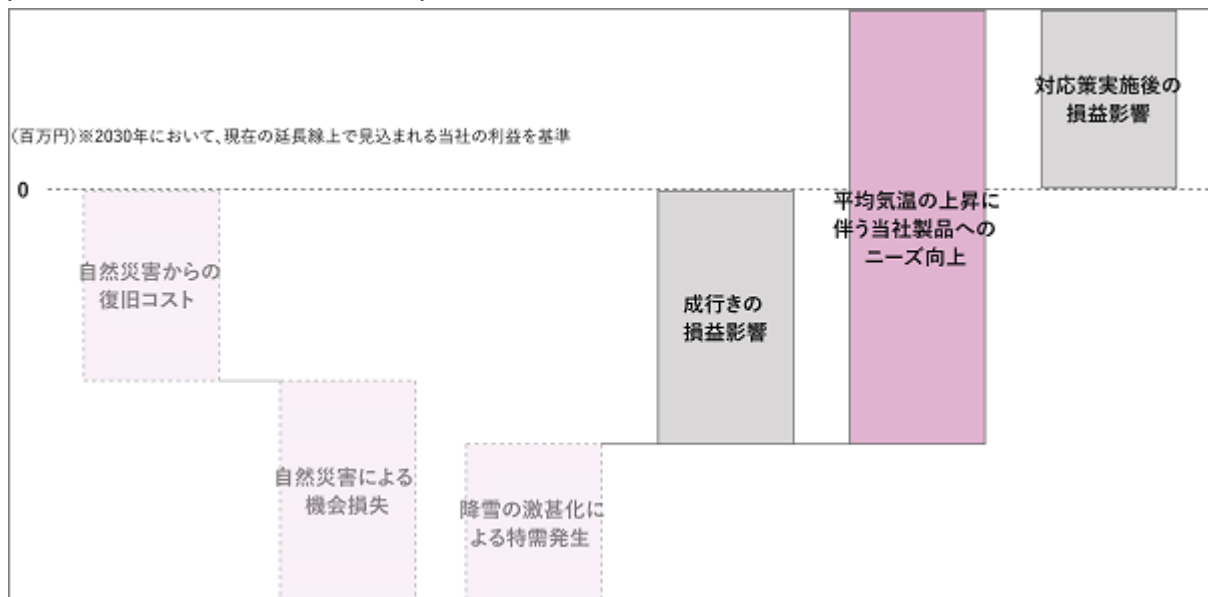 対応策実施後の
損益影響
（百万円）※2030年において、現在の延長線上で見込まれる当社の利益を基準
0
平均気温の上昇に
伴う当社製品への
ニーズ向上
自然災害からの
復旧コスト
成行きの
損益影響
自然災害による
機会損失
降雪の激甚化に
よる特需発生